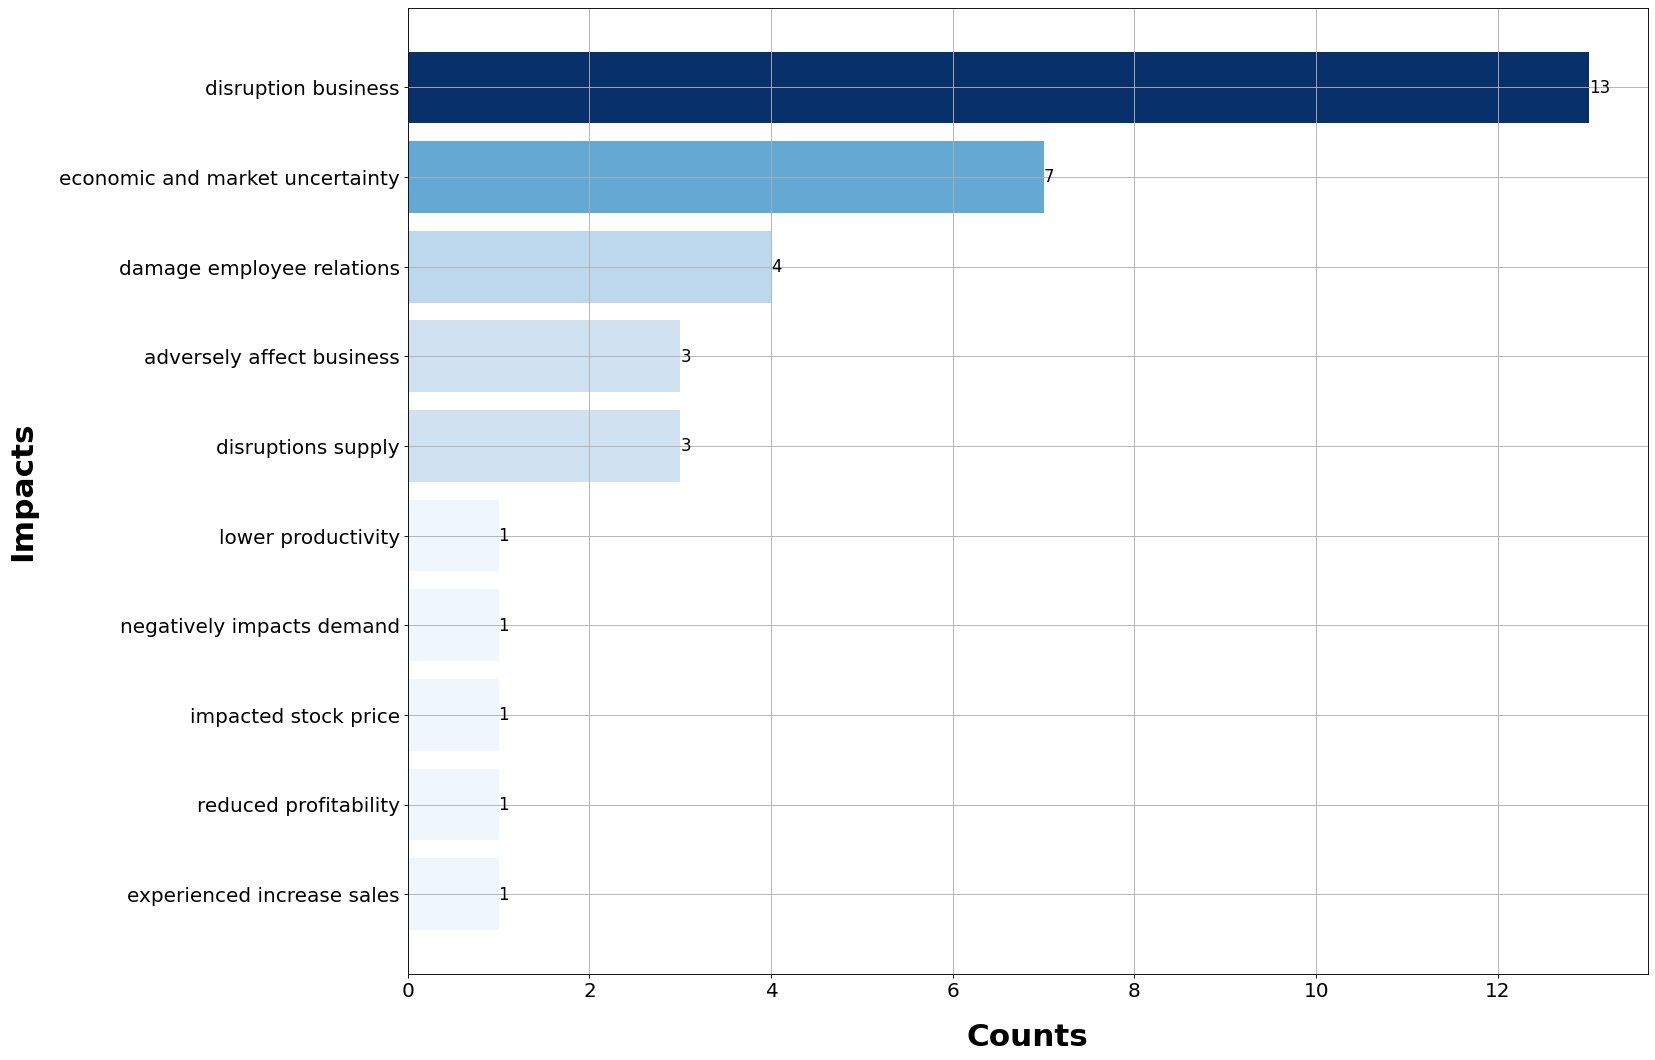 disruption business
13
economic and market uncertainty
7
damage employee relations
4
adversely affect business
3
disruptions supply
3
lower productivity
1
negatively impacts demand
1
impacted stock price
1
reduced profitability
1
experienced increase sales
1
Impacts
0 2 4 6 8 10 12
Counts